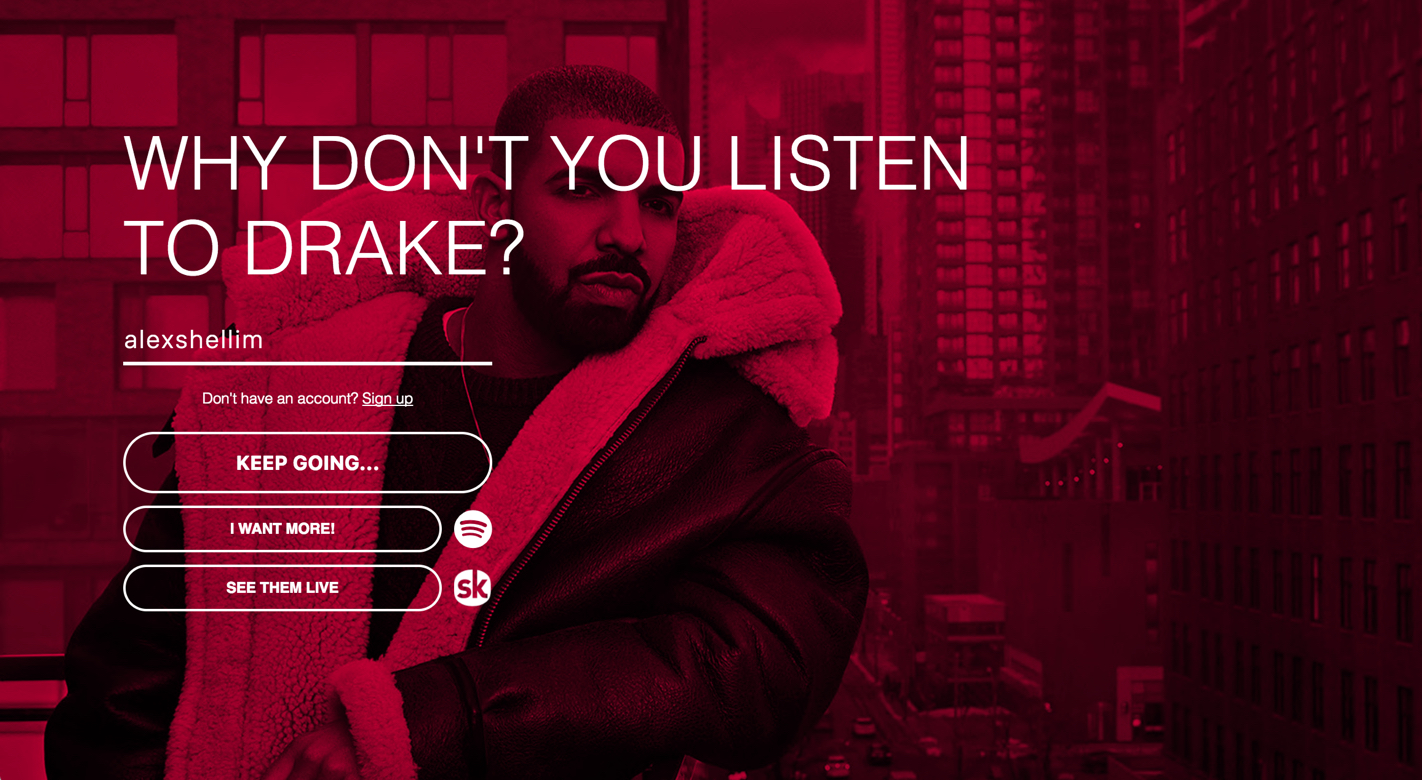 WHY DON'T YOU LISTEN
TO DRAKE?
alexshellim
Don't have an account? Sign up
KEEP GOING...
I WANT MORE!
SEE THEM LIVE
sk